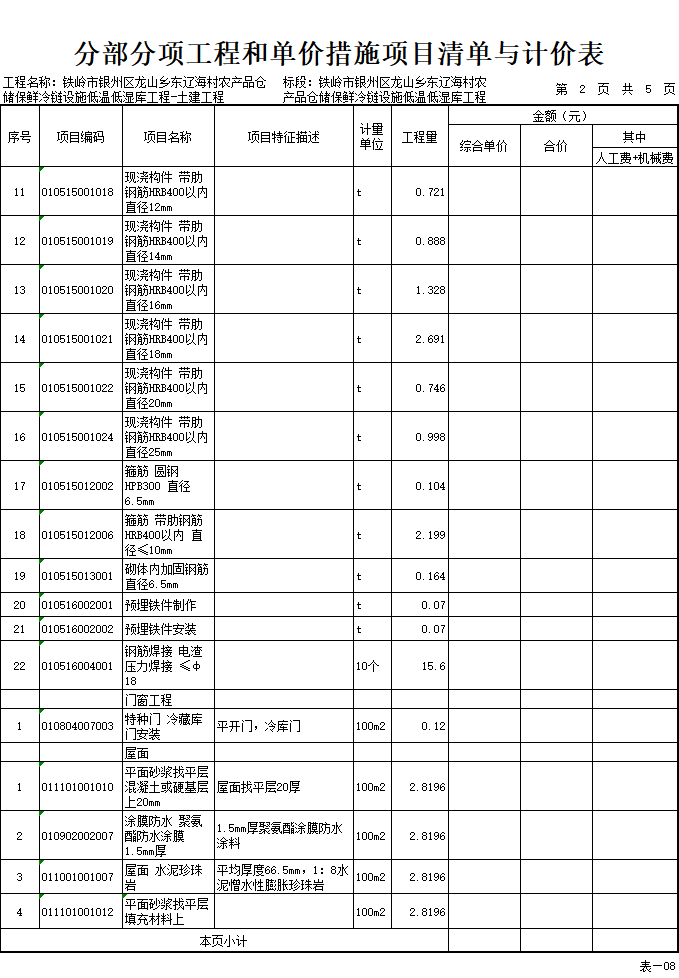 分部分项工程和单价措施项目清单与计价表
工程名称：铁岭市银州区龙山乡东辽海村农产品仓
储保鲜冷链设施低温低湿库工程-土建工程
标段：铁岭市银州区龙山乡东辽海村农
产品仓储保鲜冷链设施低温低湿库工程
第 2 页 共 5 页
序号 项目编码 项目名称 项目特征描述 计量
单位 工程量 金额（元）
综合单价 合价 其中
人工费+机械费
11 010515001018 现浇构件 带肋
钢筋HRB400以内
直径12mm t 0.721
12 010515001019 现浇构件 带肋
钢筋HRB400以内
直径14mm t 0.888
13 010515001020 现浇构件 带肋
钢筋HRB400以内
直径16mm t 1.328
14 010515001021 现浇构件 带肋
钢筋HRB400以内
直径18mm t 2.691
15 010515001022 现浇构件 带肋
钢筋HRB400以内
直径20mm t 0.746
16 010515001024 现浇构件 带肋
钢筋HRB400以内
直径25mm t 0.998
17 010515012002 箍筋 圆钢
HPB300 直径
6.5mm t 0.104
18 010515012006 箍筋 带肋钢筋
HRB400以内 直
径≤10mm t 2.199
19 010515013001 砌体内加固钢筋
直径6.5mm t 0.164
20 010516002001 预埋铁件制作 t 0.07
21 010516002002 预埋铁件安装 t 0.07
22 010516004001 钢筋焊接 电渣
压力焊接 ≤φ
18 10个 15.6
门窗工程
1 010804007003 特种门 冷藏库
门安装 平开门，冷库门 100m2 0.12
屋面
1 011101001010 平面砂浆找平层
混凝土或硬基层
上20mm 屋面找平层20厚 100m2 2.8196
2 010902002007 涂膜防水 聚氨
酯防水涂膜
1.5mm厚 1.5mm厚聚氨酯涂膜防水
涂料 100m2 2.8196
3 011001001007 屋面 水泥珍珠
岩 平均厚度66.5mm，1：8水
泥憎水性膨胀珍珠岩 100m2 2.8196
4 011101001012 平面砂浆找平层
填充材料上 100m2 2.8196
本页小计
表—08